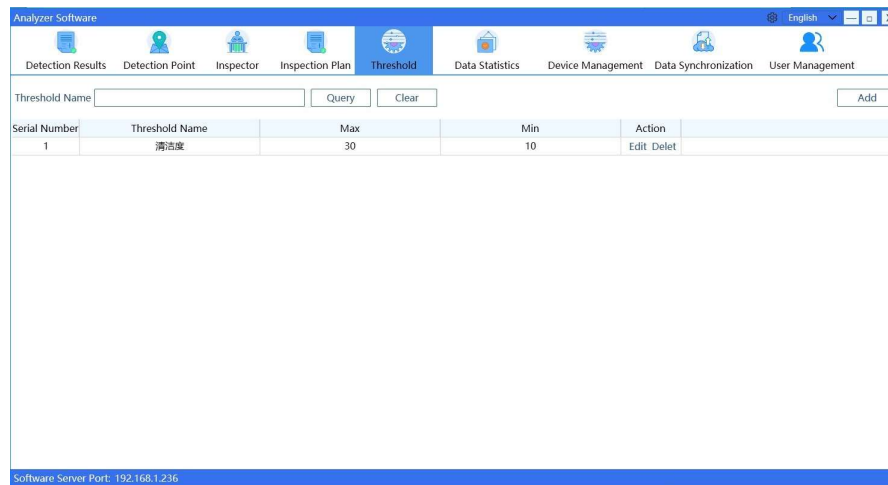 Analyzer Software English
Detection Results Detection Point Inspector Inspection Plan Threshold Data Statistics Device Management Data Synchronization User Management
Threshold Name Query Clear Add
Serial Number Threshold Name Max Min Action
1 清洁度 30 10 Edit Delet
Software Server Port: 192.168.1.236